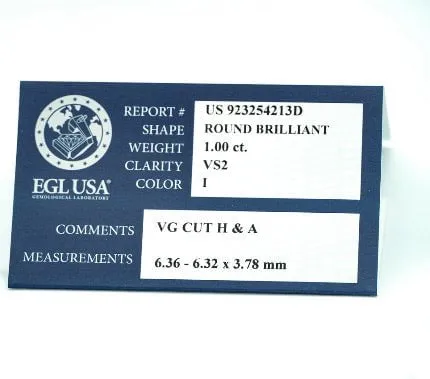 REPORT # US 923254213D
SHAPE ROUND BRILLIANT
WEIGHT 1.00 ct.
CLARITY VS2
COLOR I
EGL USA®
GEMOLOGICAL LABORATORY
COMMENTS VG CUT H & A
MEASUREMENTS 6.36 - 6.32 x 3.78 mm